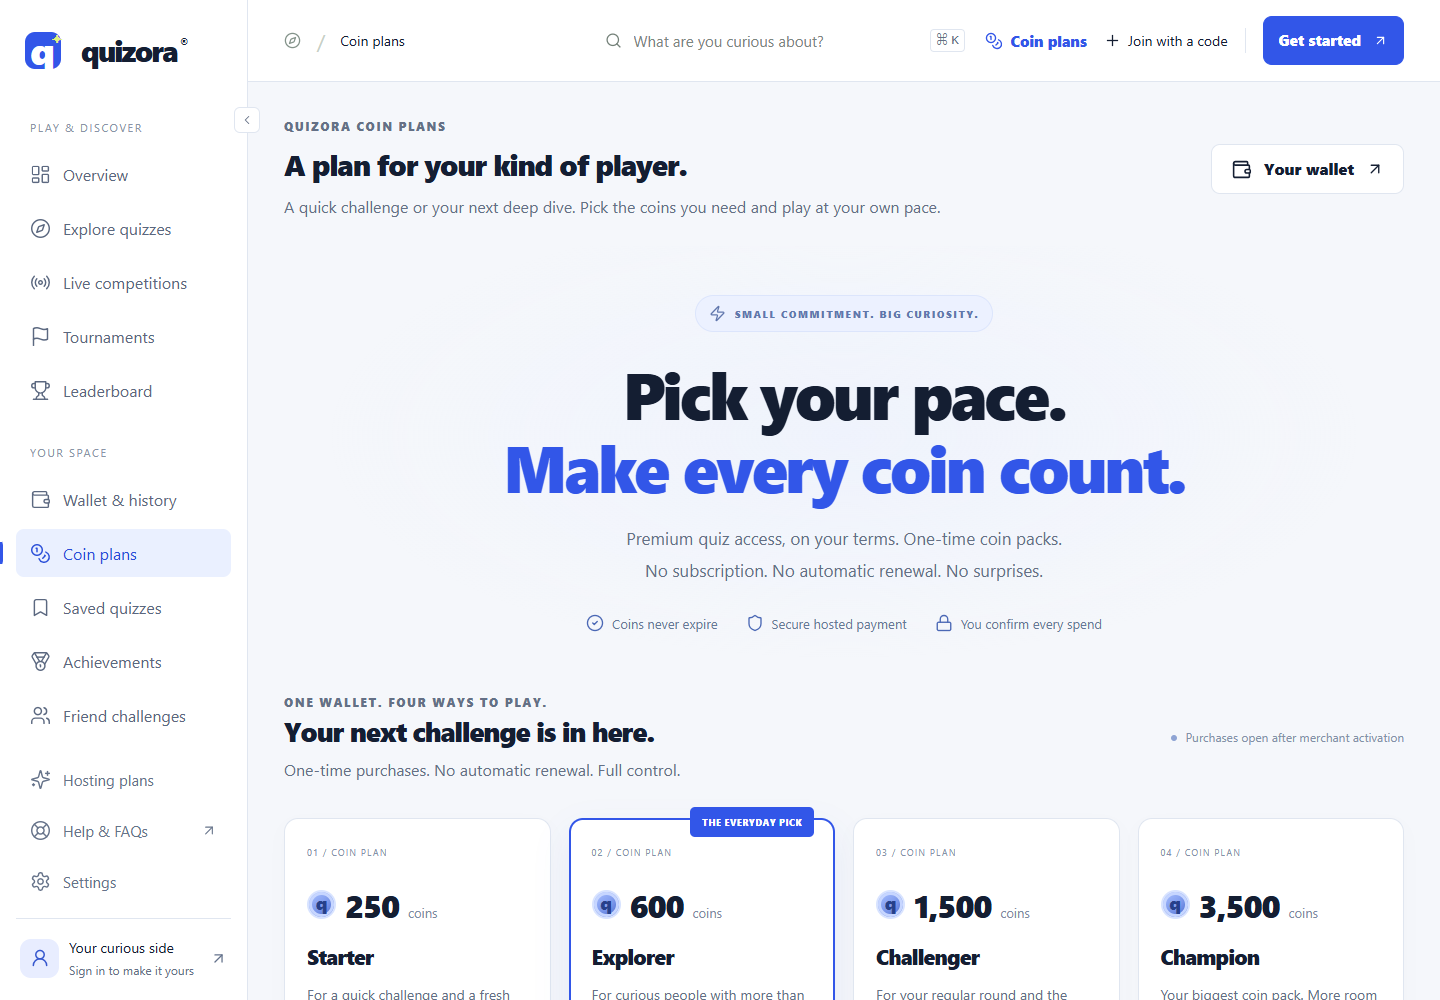 quizora®
PLAY & DISCOVER
Overview
Explore quizzes
Live competitions
Tournaments
Leaderboard
YOUR SPACE
Wallet & history
Coin plans
Saved quizzes
Achievements
Friend challenges
Hosting plans
Help & FAQs
Settings
Your curious side
Sign in to make it yours
/ Coin plans
What are you curious about?
⌘ K
Coin plans
+ Join with a code
Get started
QUIZORA COIN PLANS
A plan for your kind of player.
A quick challenge or your next deep dive. Pick the coins you need and play at your own pace.
Your wallet
SMALL COMMITMENT. BIG CURIOSITY.
Pick your pace.
Make every coin count.
Premium quiz access, on your terms. One-time coin packs.
No subscription. No automatic renewal. No surprises.
Coins never expire
Secure hosted payment
You confirm every spend
ONE WALLET. FOUR WAYS TO PLAY.
Your next challenge is in here.
One-time purchases. No automatic renewal. Full control.
Purchases open after merchant activation
01 / COIN PLAN
q 250 coins
Starter
For a quick challenge and a fresh
THE EVERYDAY PICK
02 / COIN PLAN
q 600 coins
Explorer
For curious people with more than
03 / COIN PLAN
q 1,500 coins
Challenger
For your regular round and the
04 / COIN PLAN
q 3,500 coins
Champion
Your biggest coin pack. More room